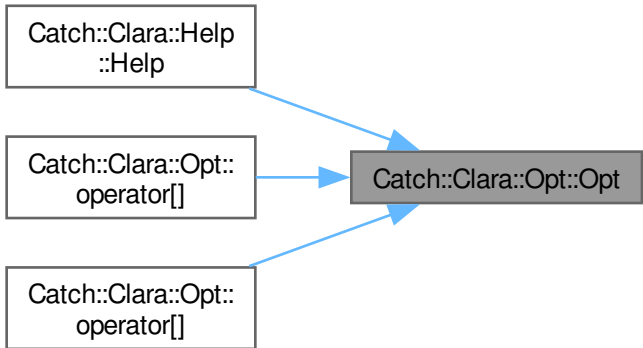 Catch::Clara::Help
::Help
Catch::Clara::Opt::
operator[]
Catch::Clara::Opt::Opt
Catch::Clara::Opt::
operator[]